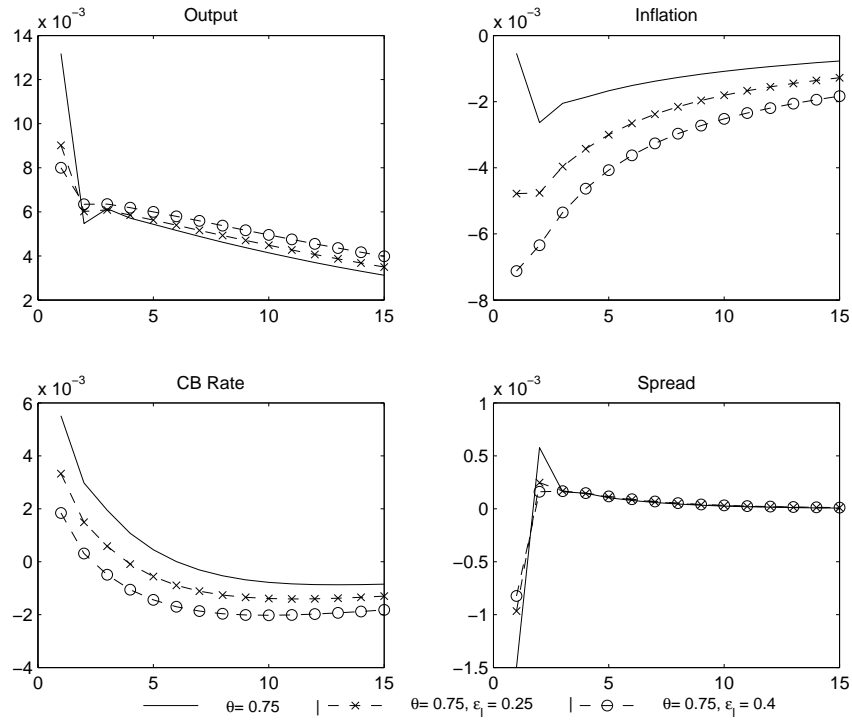 Output
x 10⁻³
14
12
10
8
6
4
2
0 5 10 15
Inflation
x 10⁻³
0
−2
−4
−6
−8
0 5 10 15
CB Rate
x 10⁻³
6
4
2
0
−2
−4
0 5 10 15
Spread
x 10⁻³
1
0.5
0
−0.5
−1
−1.5
0 5 10 15
θ= 0.75 θ= 0.75, ε_l = 0.25 θ= 0.75, ε_l = 0.4